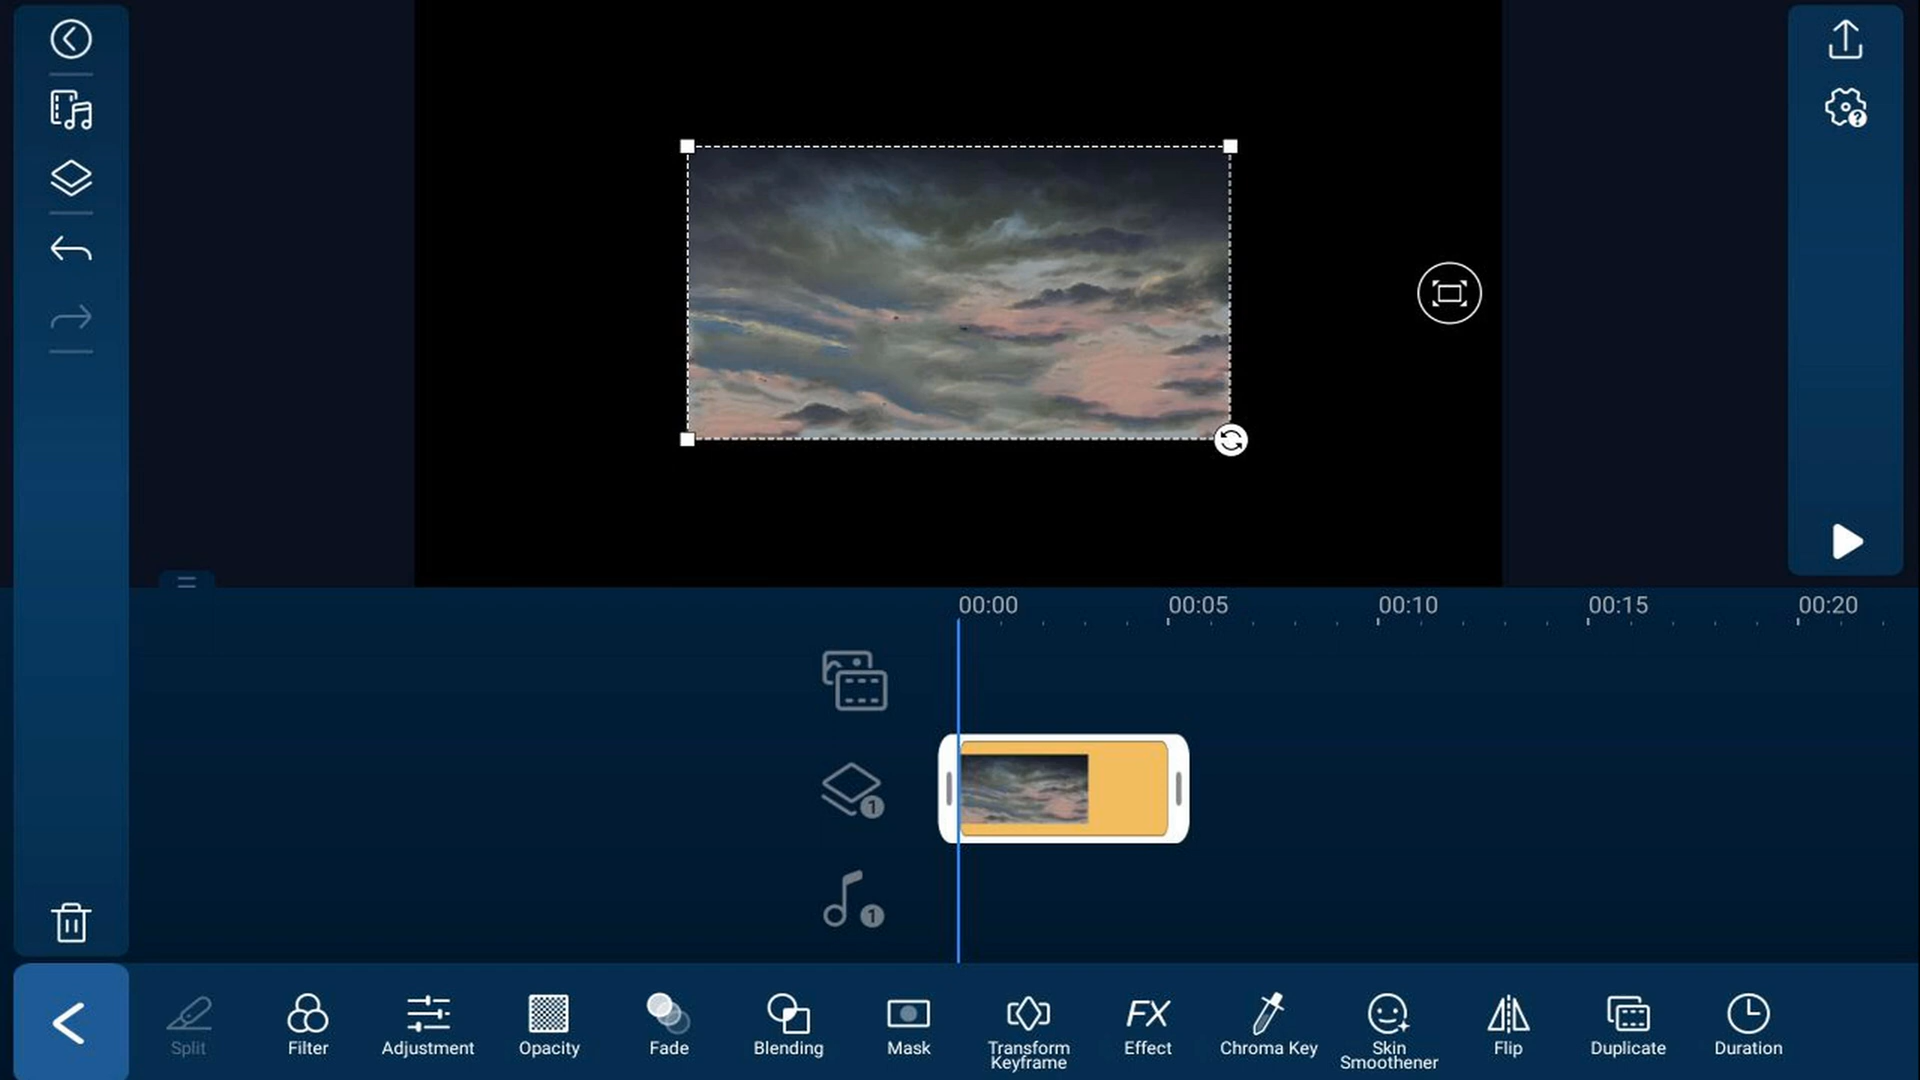 00:00 00:05 00:10 00:15 00:20
1
1
Split Filter Adjustment Opacity Fade Blending Mask Transform Keyframe FX Effect Chroma Key Skin Smoothener Flip Duplicate Duration